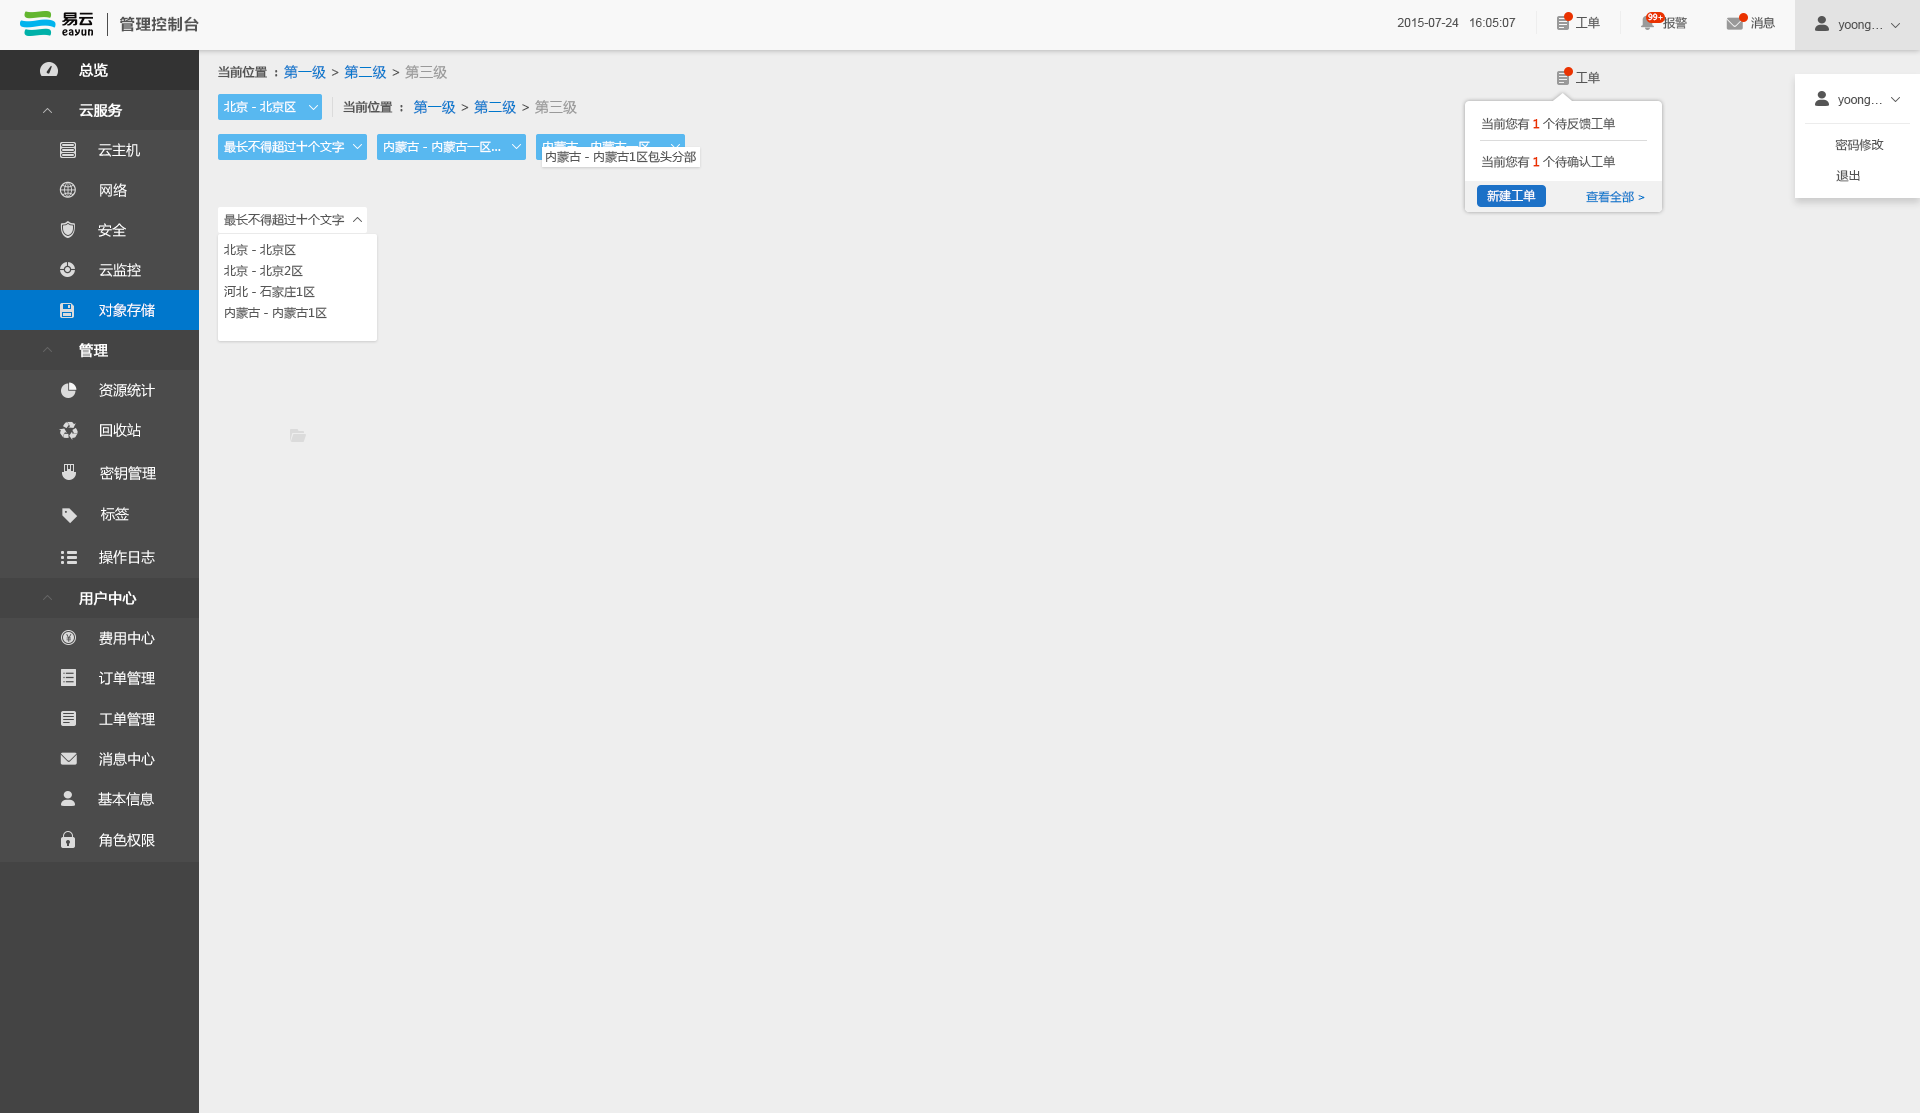 易云
eayun
管理控制台
2015-07-24 16:05:07
工单
99+
报警
消息
yoong...
总览
云服务
云主机
网络
安全
云监控
对象存储
管理
资源统计
回收站
密钥管理
标签
操作日志
用户中心
费用中心
订单管理
工单管理
消息中心
基本信息
角色权限
当前位置 : 第一级 > 第二级 > 第三级
北京 - 北京区
当前位置 : 第一级 > 第二级 > 第三级
最长不得超过十个文字
内蒙古 - 内蒙古一区...
内蒙古 - 内蒙古一区...
内蒙古 - 内蒙古1区包头分部
最长不得超过十个文字
北京 - 北京区
北京 - 北京2区
河北 - 石家庄1区
内蒙古 - 内蒙古1区
工单
当前您有 1 个待反馈工单
当前您有 1 个待确认工单
新建工单
查看全部 >
yoong...
密码修改
退出